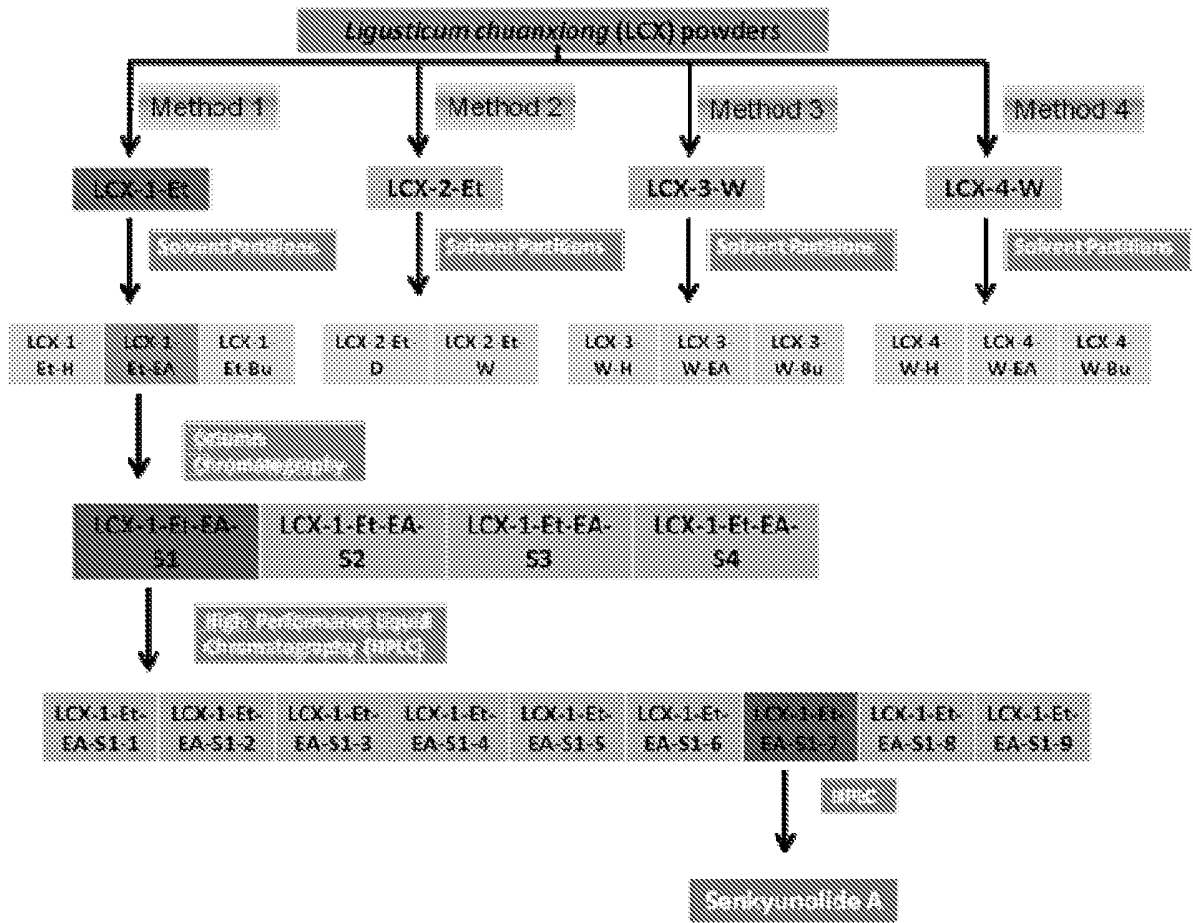 Ligusticum chuanxiong (LCX) powders
Method 1
Method 2
Method 3
Method 4
LCX-1-Et
LCX-2-Et
LCX-3-W
LCX-4-W
Solvent Partitions
Solvent Partitions
Solvent Partitions
Solvent Partitions
LCX 1
Et-H
LCX 1
Et-EA
LCX 1
Et-Bu
LCX 2-Et
D
LCX 2-Et
W
LCX 3
W-H
LCX 3
W-EA
LCX 3
W-Bu
LCX 4
W-H
LCX 4-
W-EA
LCX 4
W-Bu
Column
Chromatography
LCX-1-Et-EA-
S1
LCX-1-Et-EA-
S2
LCX-1-Et-EA-
S3
LCX-1-Et-EA-
S4
High Performance Liquid
Chromatography (HPLC)
LCX-1-Et-
EA-S1-1
LCX-1-Et-
EA-S1-2
LCX-1-Et-
EA-S1-3
LCX-1-Et-
EA-S1-4
LCX-1-Et-
EA-S1-5
LCX-1-Et-
EA-S1-6
LCX-1-Et-
EA-S1-7
LCX-1-Et-
EA-S1-8
LCX-1-Et-
EA-S1-9
HPLC
Senkyunolide A